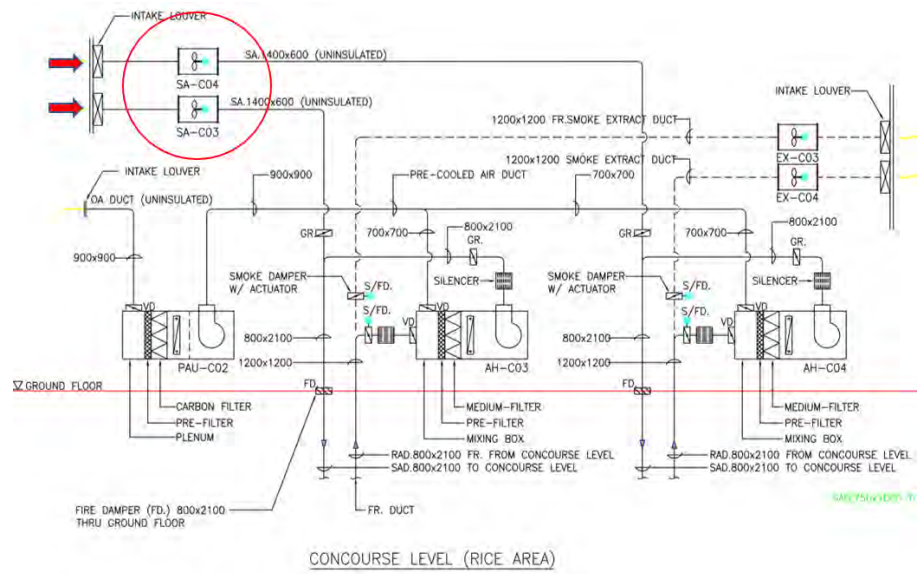 INTAKE LOUVER
SA.1400x600 (UNINSULATED)
SA-C04
SA.1400x600 (UNINSULATED)
SA-C03
INTAKE LOUVER
1200x1200 FR.SMOKE EXTRACT DUCT
EX-C03
1200x1200 SMOKE EXTRACT DUCT
EX-C04
INTAKE LOUVER
OA DUCT (UNINSULATED)
900x900
PRE-COOLED AIR DUCT
700x700
900x900
GR.
700x700
800x2100
GR.
GR.
700x700
800x2100
GR.
SMOKE DAMPER
W/ ACTUATOR
S/FD.
S/FD.
SILENCER
SMOKE DAMPER
W/ ACTUATOR
S/FD.
S/FD.
SILENCER
VD
VD
VD
VD
VD
800x2100
1200x1200
800x2100
1200x1200
PAU-C02
AH-C03
AH-C04
GROUND FLOOR
FD.
FD.
CARBON FILTER
PRE-FILTER
PLENUM
MEDIUM-FILTER
PRE-FILTER
MIXING BOX
MEDIUM-FILTER
PRE-FILTER
MIXING BOX
RAD.800x2100 FR. FROM CONCOURSE LEVEL
SAD.800x2100 TO CONCOURSE LEVEL
RAD.800x2100 FROM CONCOURSE LEVEL
SAD.800x2100 TO CONCOURSE LEVEL
FIRE DAMPER (FD.) 800x2100
THRU GROUND FLOOR
FR. DUCT
CONCOURSE LEVEL (RICE AREA)